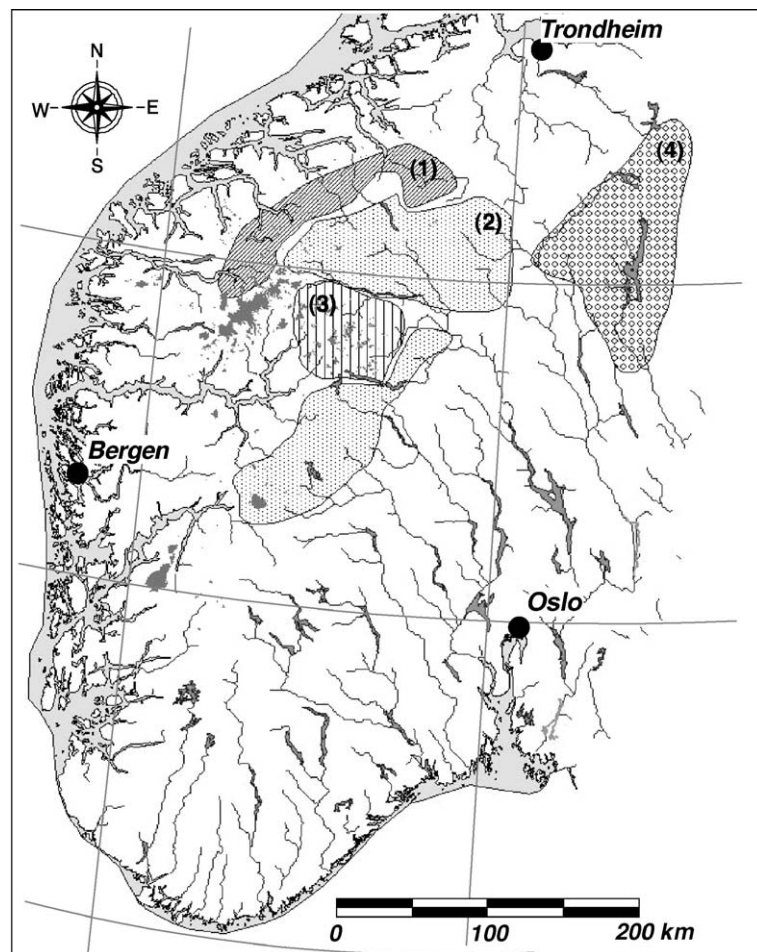 Trondheim
N
W E
S
(1)
(4)
(2)
(3)
Bergen
Oslo
0 100 200 km